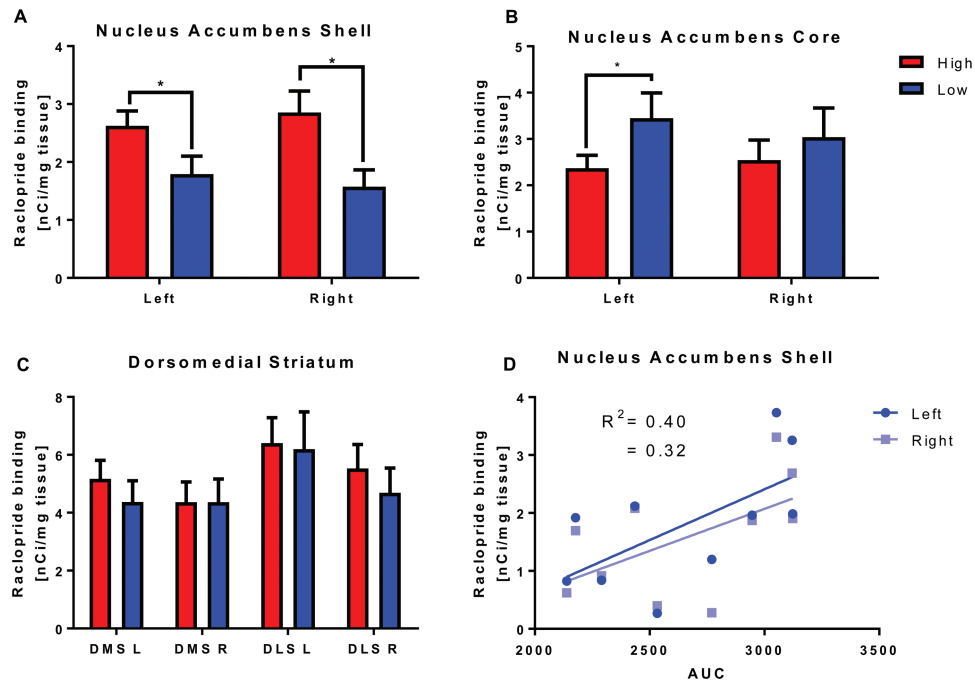 A
Nucleus Accumbens Shell
Raclopride binding
[nCi/mg tissue]
4
3
2
1
0
*
*
Left
Right
B
Nucleus Accumbens Core
Raclopride binding
[nCi/mg tissue]
5
4
3
2
1
0
*
Left
Right
High
Low
C
Dorsomedial Striatum
Raclopride binding
[nCi/mg tissue]
8
6
4
2
0
DMS L
DMS R
DLS L
DLS R
D
Nucleus Accumbens Shell
Raclopride binding
[nCi/mg tissue]
4
3
2
1
0
R² = 0.40
= 0.32
2000
2500
3000
3500
AUC
Left
Right